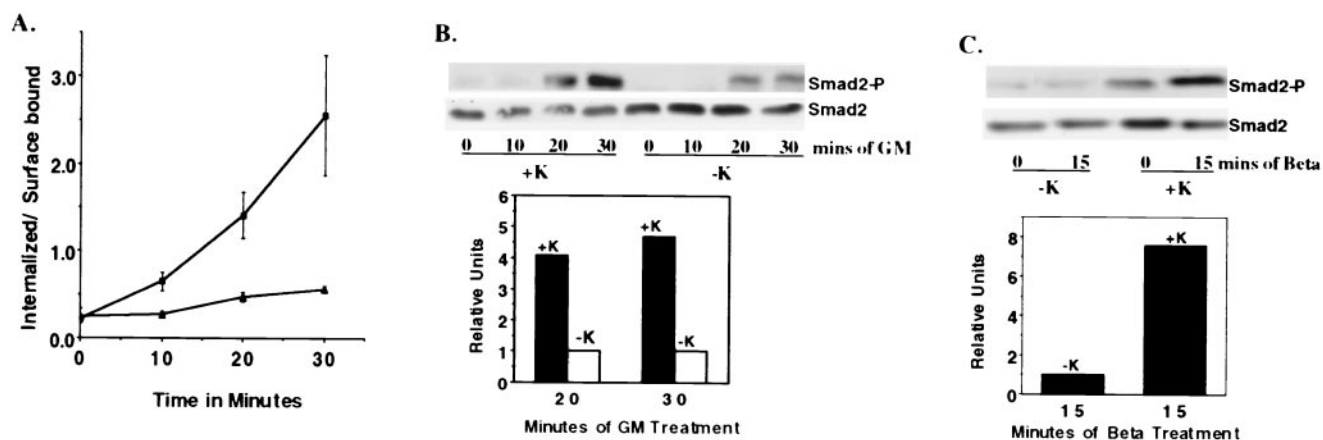 A.
Internalized/ Surface bound
3.0
2.0
1.0
0.0
0 10 20 30
Time in Minutes
B.
Smad2-P
Smad2
0 10 20 30 0 10 20 30 mins of GM
+K -K
Relative Units
6
5
4
3
2
1
0
+K
-K
+K
-K
20 30
Minutes of GM Treatment
C.
Smad2-P
Smad2
0 15 0 15 mins of Beta
-K +K
Relative Units
8
6
4
2
0
-K
+K
15 15
Minutes of Beta Treatment